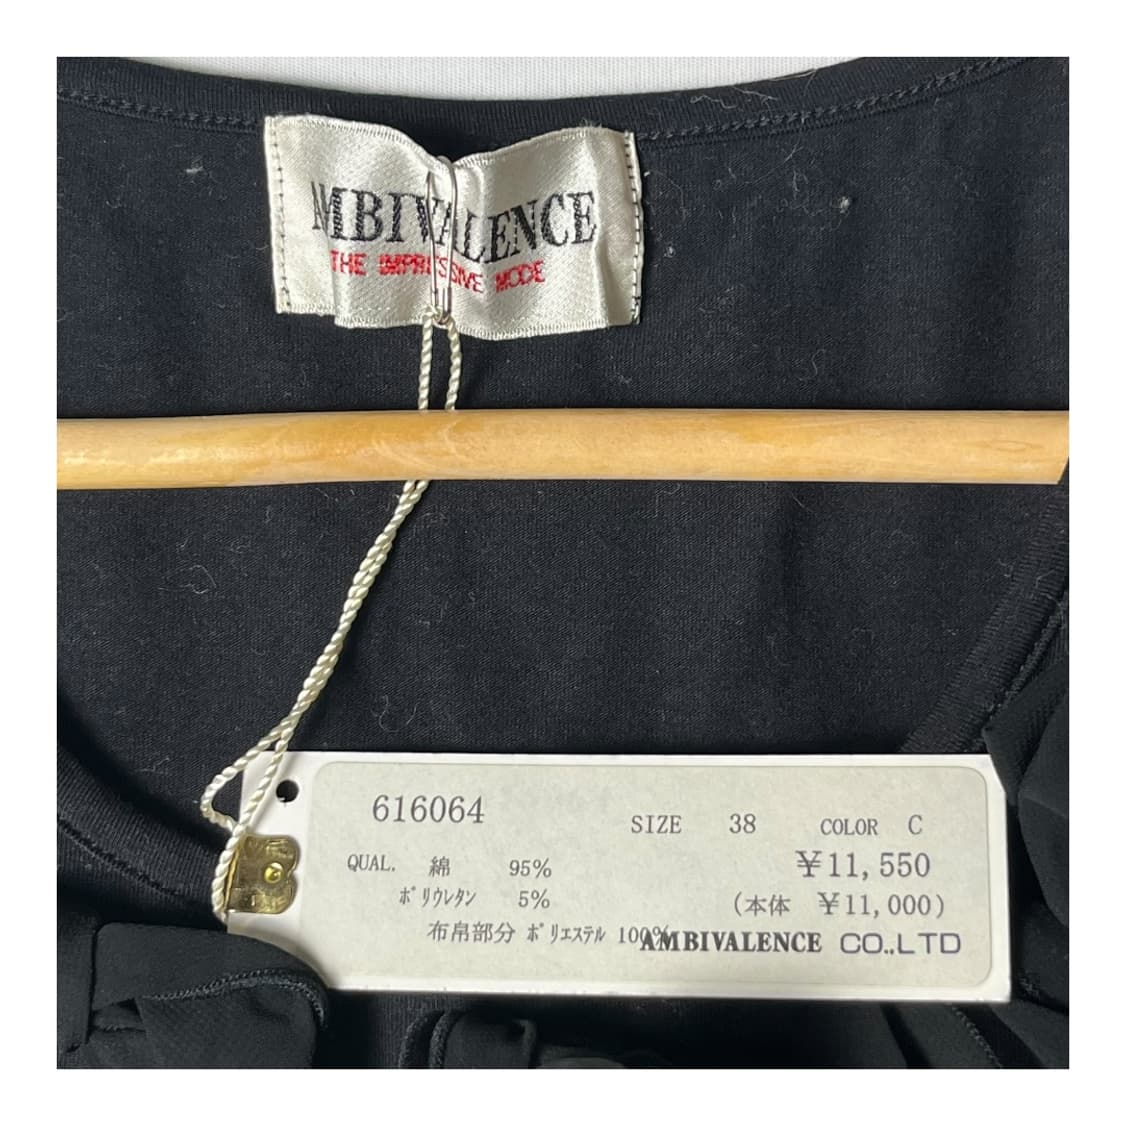 AMBIVALENCE
THE IMPRESSIVE MODE
616064
SIZE 38 COLOR C
QUAL. 綿 95%
¥11,550
ポリウレタン 5%
(本体 ¥11,000)
布帛部分 ポリエステル 100%
AMBIVALENCE CO.,LTD